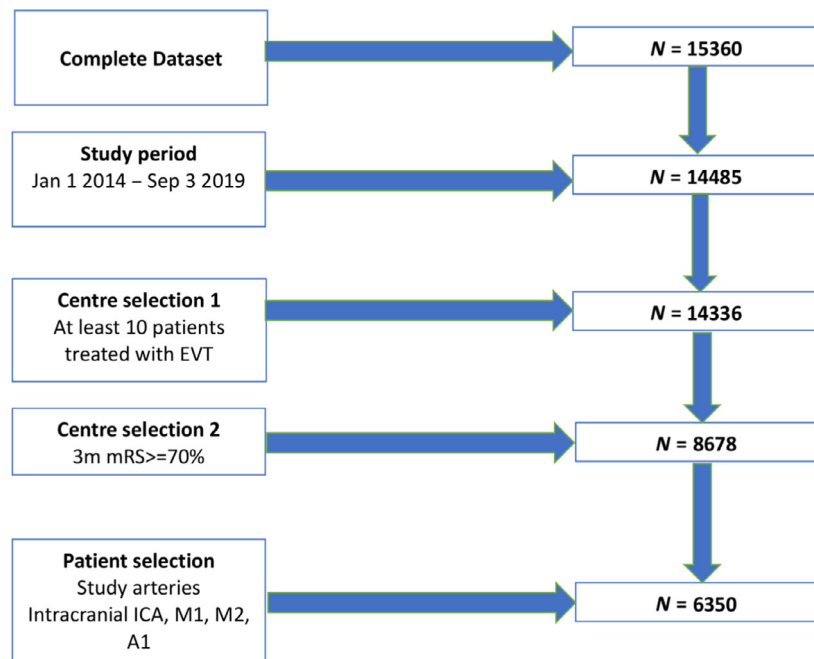 Complete Dataset
N = 15360
Study period
Jan 1 2014 – Sep 3 2019
N = 14485
Centre selection 1
At least 10 patients
treated with EVT
N = 14336
Centre selection 2
3m mRS>=70%
N = 8678
Patient selection
Study arteries
Intracranial ICA, M1, M2,
A1
N = 6350